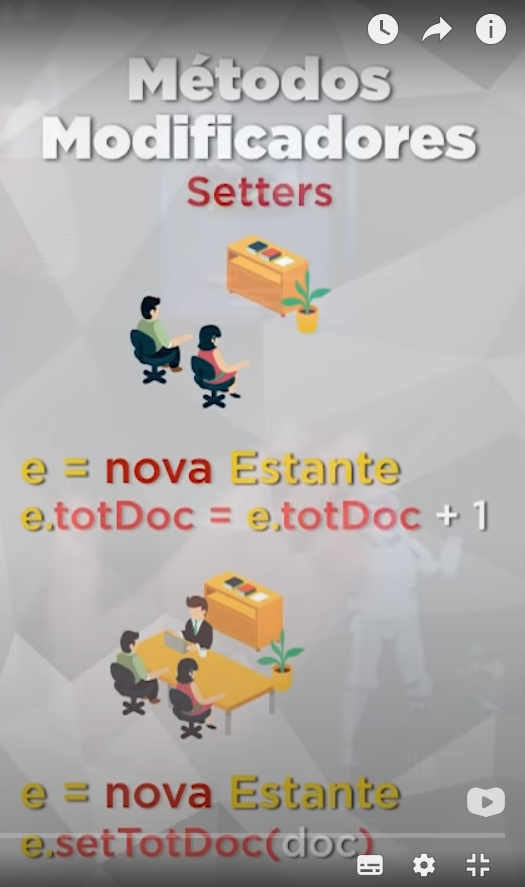 Métodos
Modificadores
Setters
e = nova Estante
e.totDoc = e.totDoc + 1
e = nova Estante
e.setTotDoc(doc)